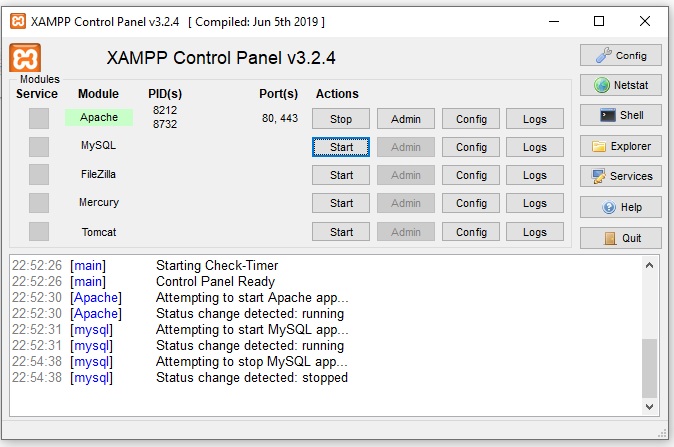 XAMPP Control Panel v3.2.4 [ Compiled: Jun 5th 2019 ]
XAMPP Control Panel v3.2.4
Config
Modules
Service Module PID(s) Port(s) Actions
Netstat
Apache 8212 8732 80, 443 Stop Admin Config Logs
Shell
MySQL Start Admin Config Logs
Explorer
FileZilla Start Admin Config Logs
Services
Mercury Start Admin Config Logs
Help
Tomcat Start Admin Config Logs
Quit
22:52:26 [main] Starting Check-Timer
22:52:26 [main] Control Panel Ready
22:52:30 [Apache] Attempting to start Apache app...
22:52:30 [Apache] Status change detected: running
22:52:31 [mysql] Attempting to start MySQL app...
22:52:31 [mysql] Status change detected: running
22:54:38 [mysql] Attempting to stop MySQL app...
22:54:38 [mysql] Status change detected: stopped